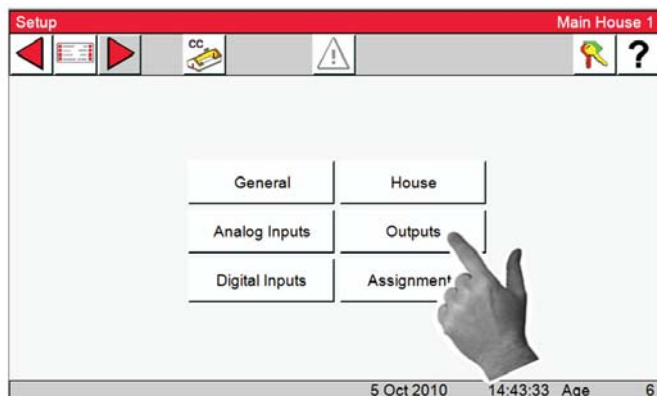 Setup Main House 1
CC
?
General House
Analog Inputs Outputs
Digital Inputs Assignment
5 Oct 2010 14:43:33 Age 6